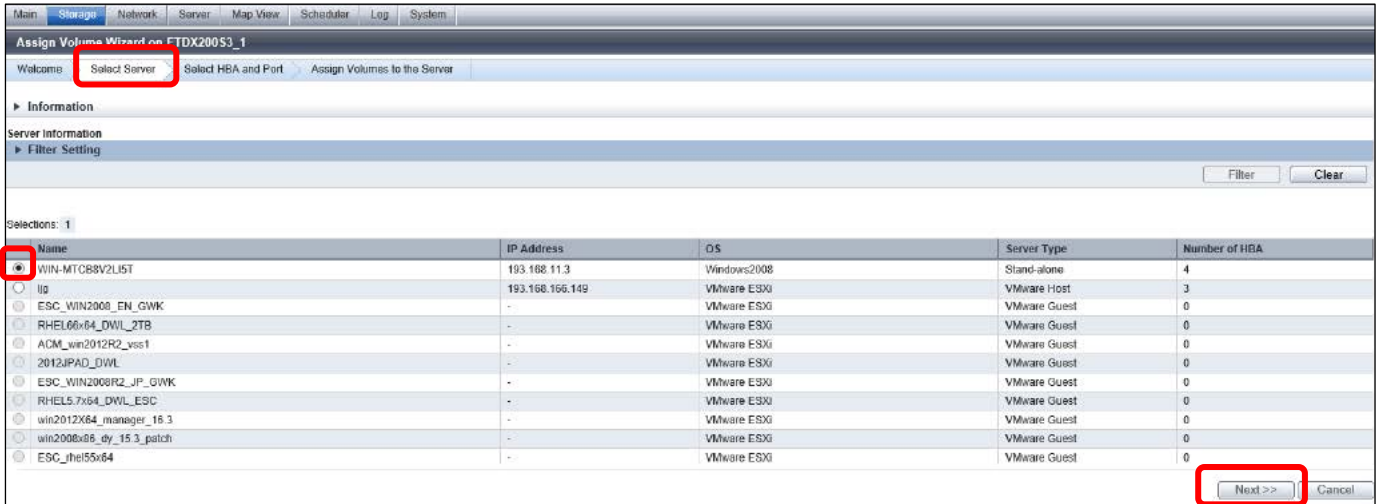 Main Storage Network Server Map View Scheduler Log System
Assign Volume Wizard on ETDX200S3_1
Welcome Select Server Select HBA and Port Assign Volumes to the Server
Information
Server Information
Filter Setting
Filter Clear
Selections: 1
Name IP Address OS Server Type Number of HBA
WIN-MTCB8V2LI5T 193.168.11.3 Windows2008 Stand-alone 4
193.168.166.149 VMware ESXi VMware Host 3
ESC_WIN2008_EN_GWK - VMware ESXi VMware Guest 0
RHEL66x64_DWL_2TB - VMware ESXi VMware Guest 0
ACM_win2012R2_vss1 - VMware ESXi VMware Guest 0
2012JPAD_DWL - VMware ESXi VMware Guest 0
ESC_WIN2008R2_JP_GWK - VMware ESXi VMware Guest 0
RHEL5.7x64_DWL_ESC - VMware ESXi VMware Guest 0
win2012X64_manager_16.3 - VMware ESXi VMware Guest 0
win2008x86_dy_15.3_patch - VMware ESXi VMware Guest 0
ESC_rhel55x64 - VMware ESXi VMware Guest 0
Next >> Cancel